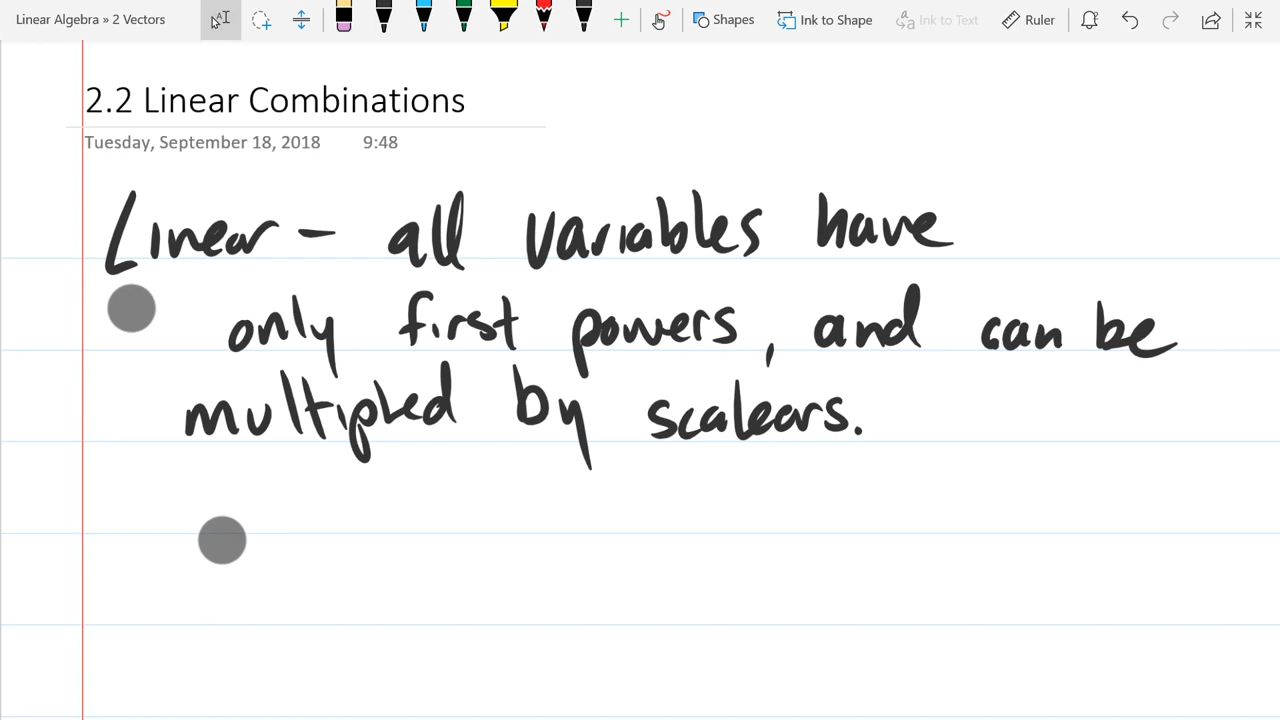 Linear Algebra » 2 Vectors
Shapes
Ink to Shape
Ink to Text
Ruler
2.2 Linear Combinations
Tuesday, September 18, 2018 9:48
Linear - all variables have
only first powers, and can be
multiplied by scalears.